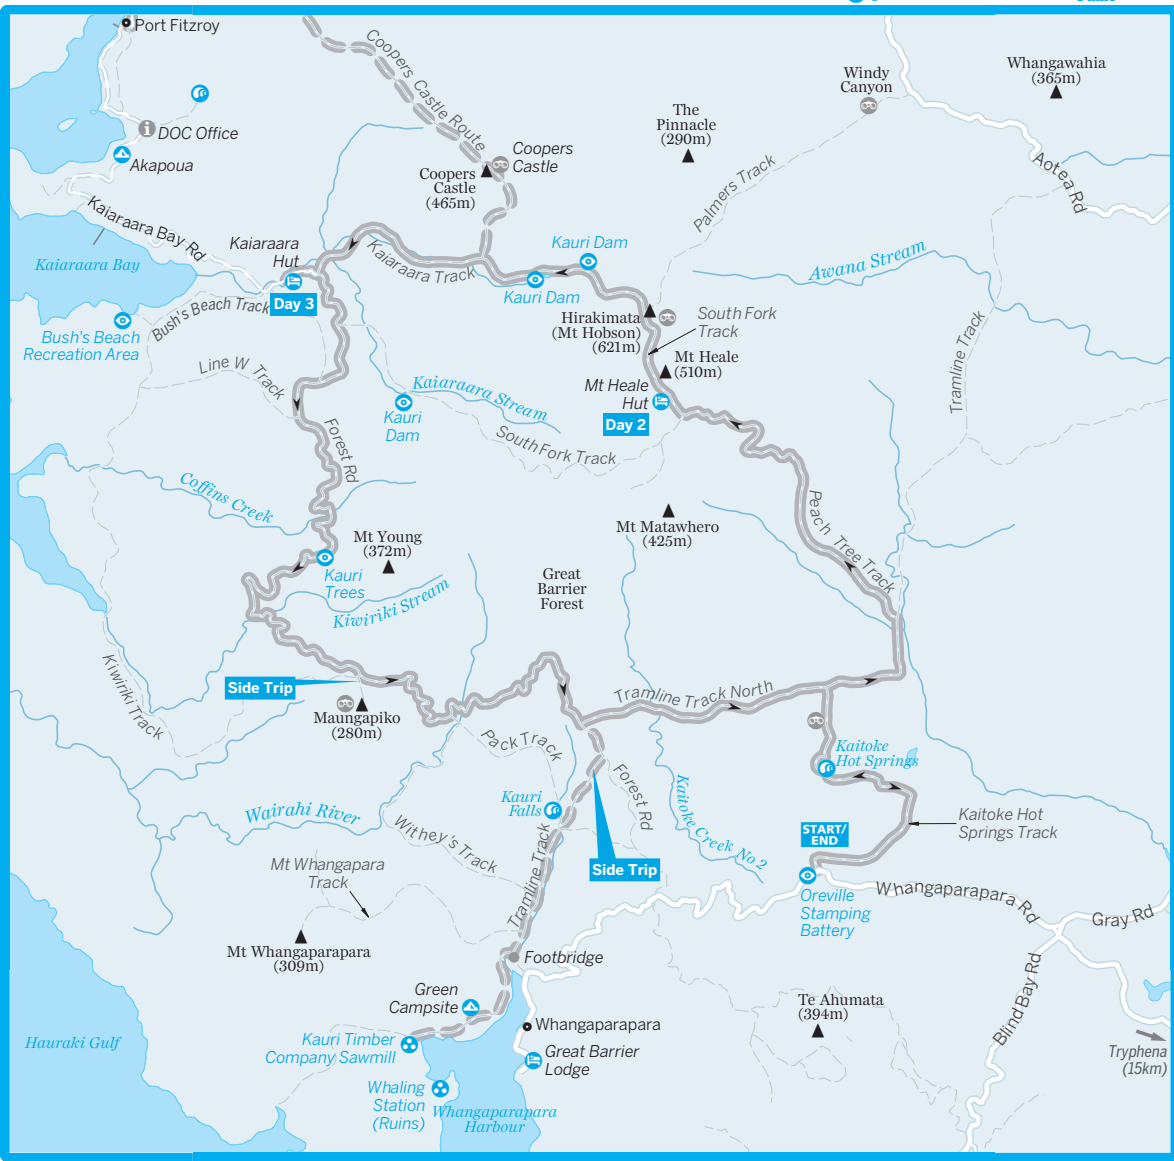 Port Fitzroy
DOC Office
Akapoua
Kaiaraara Bay Rd
Kaiaraara Bay
Kaiaraara
Hut
Day 3
Bush's Beach Track
Bush's Beach
Recreation Area
Line W Track
Coopers Castle Route
Coopers
Castle
Coopers
Castle
(465m)
Kaiaraara Track
Kauri Dam
Kauri Dam
The
Pinnacle
(290m)
Windy
Canyon
Whangawahia
(365m)
Palmers Track
Aotea Rd
Awana Stream
Tramline Track
Hirakimata
(Mt Hobson)
(621m)
South Fork
Track
Mt Heale
(510m)
Mt Heale
Hut
Day 2
Kaiaraara Stream
Kauri
Dam
South Fork Track
Forest Rd
Coffins Creek
Kauri
Trees
Mt Young
(372m)
Kiwiriki Stream
Great
Barrier
Forest
Mt Matawhero
(425m)
Peach Tree Track
Kiwiriki Track
Side Trip
Maungapiko
(280m)
Tramline Track North
Pack Track
Kaitoke
Hot Springs
Forest Rd
Kauri
Falls
Kaitoke Creek No 2
Kaitoke Hot
Springs Track
START/
END
Wairahi River
Withey's Track
Mt Whangapara
Track
Tramline Track
Side Trip
Oreville
Stamping
Battery
Whangaparapara Rd
Gray Rd
Mt Whangaparapara
(309m)
Footbridge
Blind Bay Rd
Green
Campsite
Te Ahumata
(394m)
Whangaparapara
Kauri Timber
Company Sawmill
Great Barrier
Lodge
Hauraki Gulf
Tryphena
(15km)
Whaling
Station
(Ruins)
Whangaparapara
Harbour